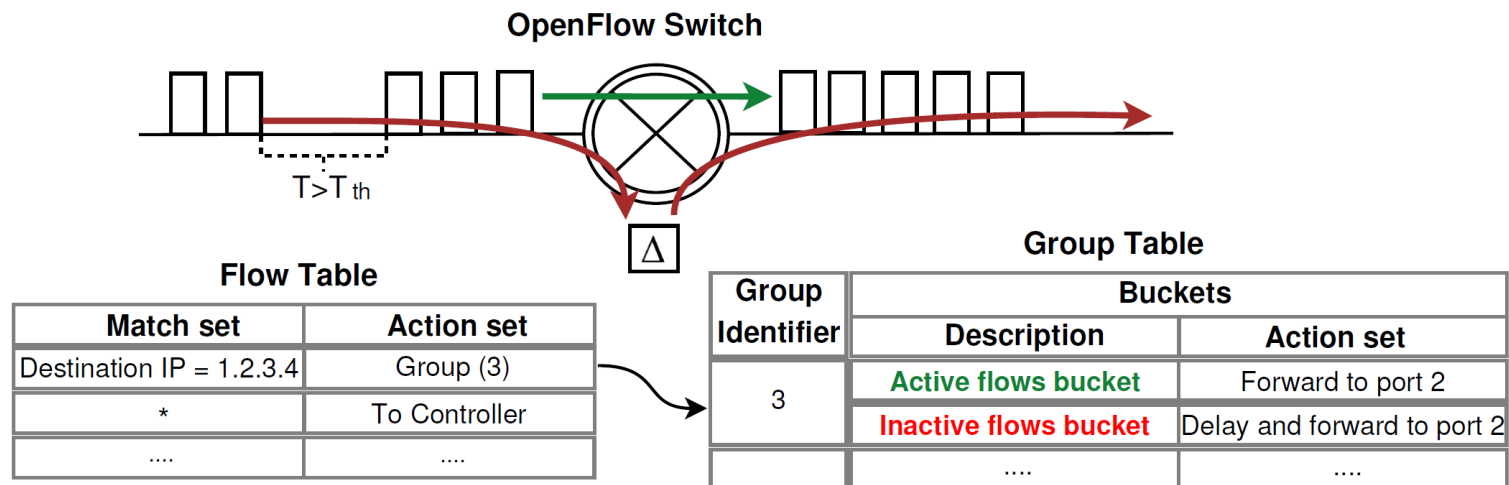 OpenFlow Switch
T>T th
Δ
Flow Table
Match set Action set
Destination IP = 1.2.3.4 Group (3)
* To Controller
.... ....
Group Table
Group Identifier Buckets
Description Action set
3 Active flows bucket Forward to port 2
Inactive flows bucket Delay and forward to port 2
.... ....